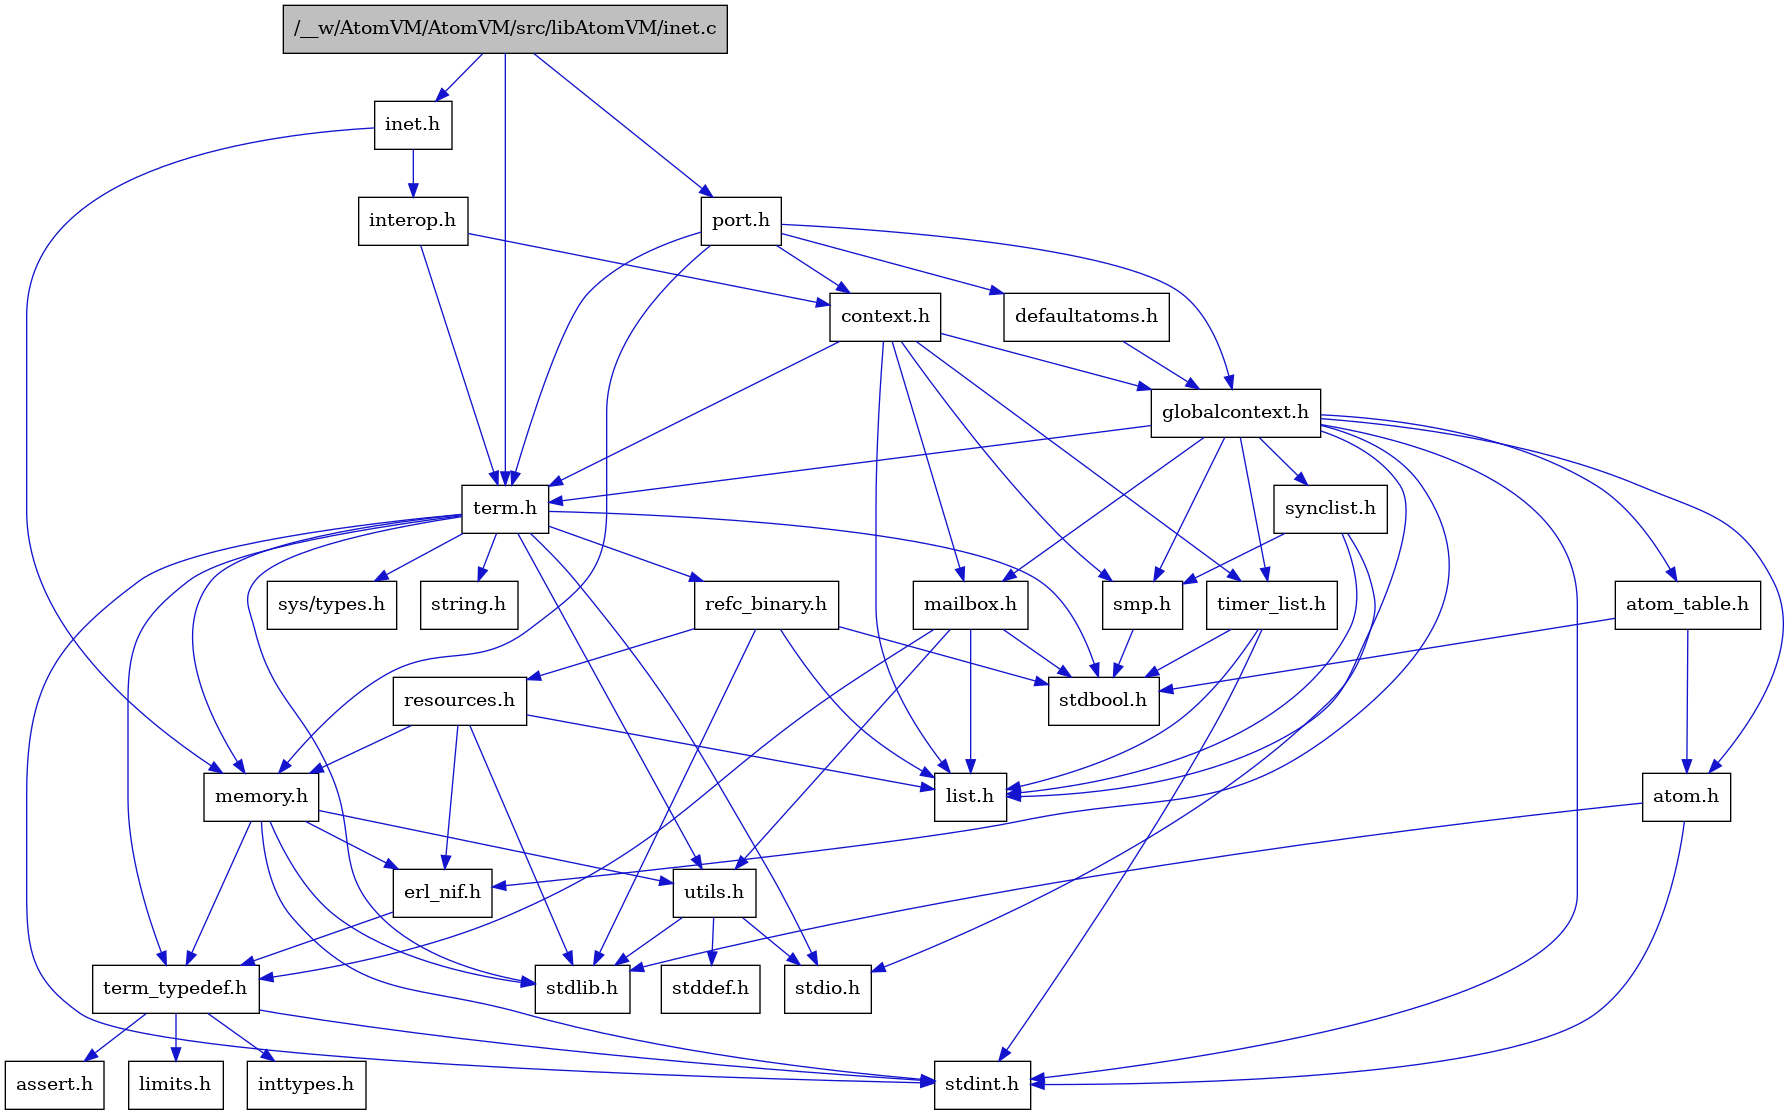 /__w/AtomVM/AtomVM/src/libAtomVM/inet.c
inet.h
interop.h
port.h
context.h
defaultatoms.h
globalcontext.h
term.h
synclist.h
sys/types.h
string.h
refc_binary.h
mailbox.h
smp.h
timer_list.h
atom_table.h
resources.h
stdbool.h
memory.h
list.h
atom.h
erl_nif.h
utils.h
term_typedef.h
stdlib.h
stddef.h
stdio.h
assert.h
limits.h
inttypes.h
stdint.h